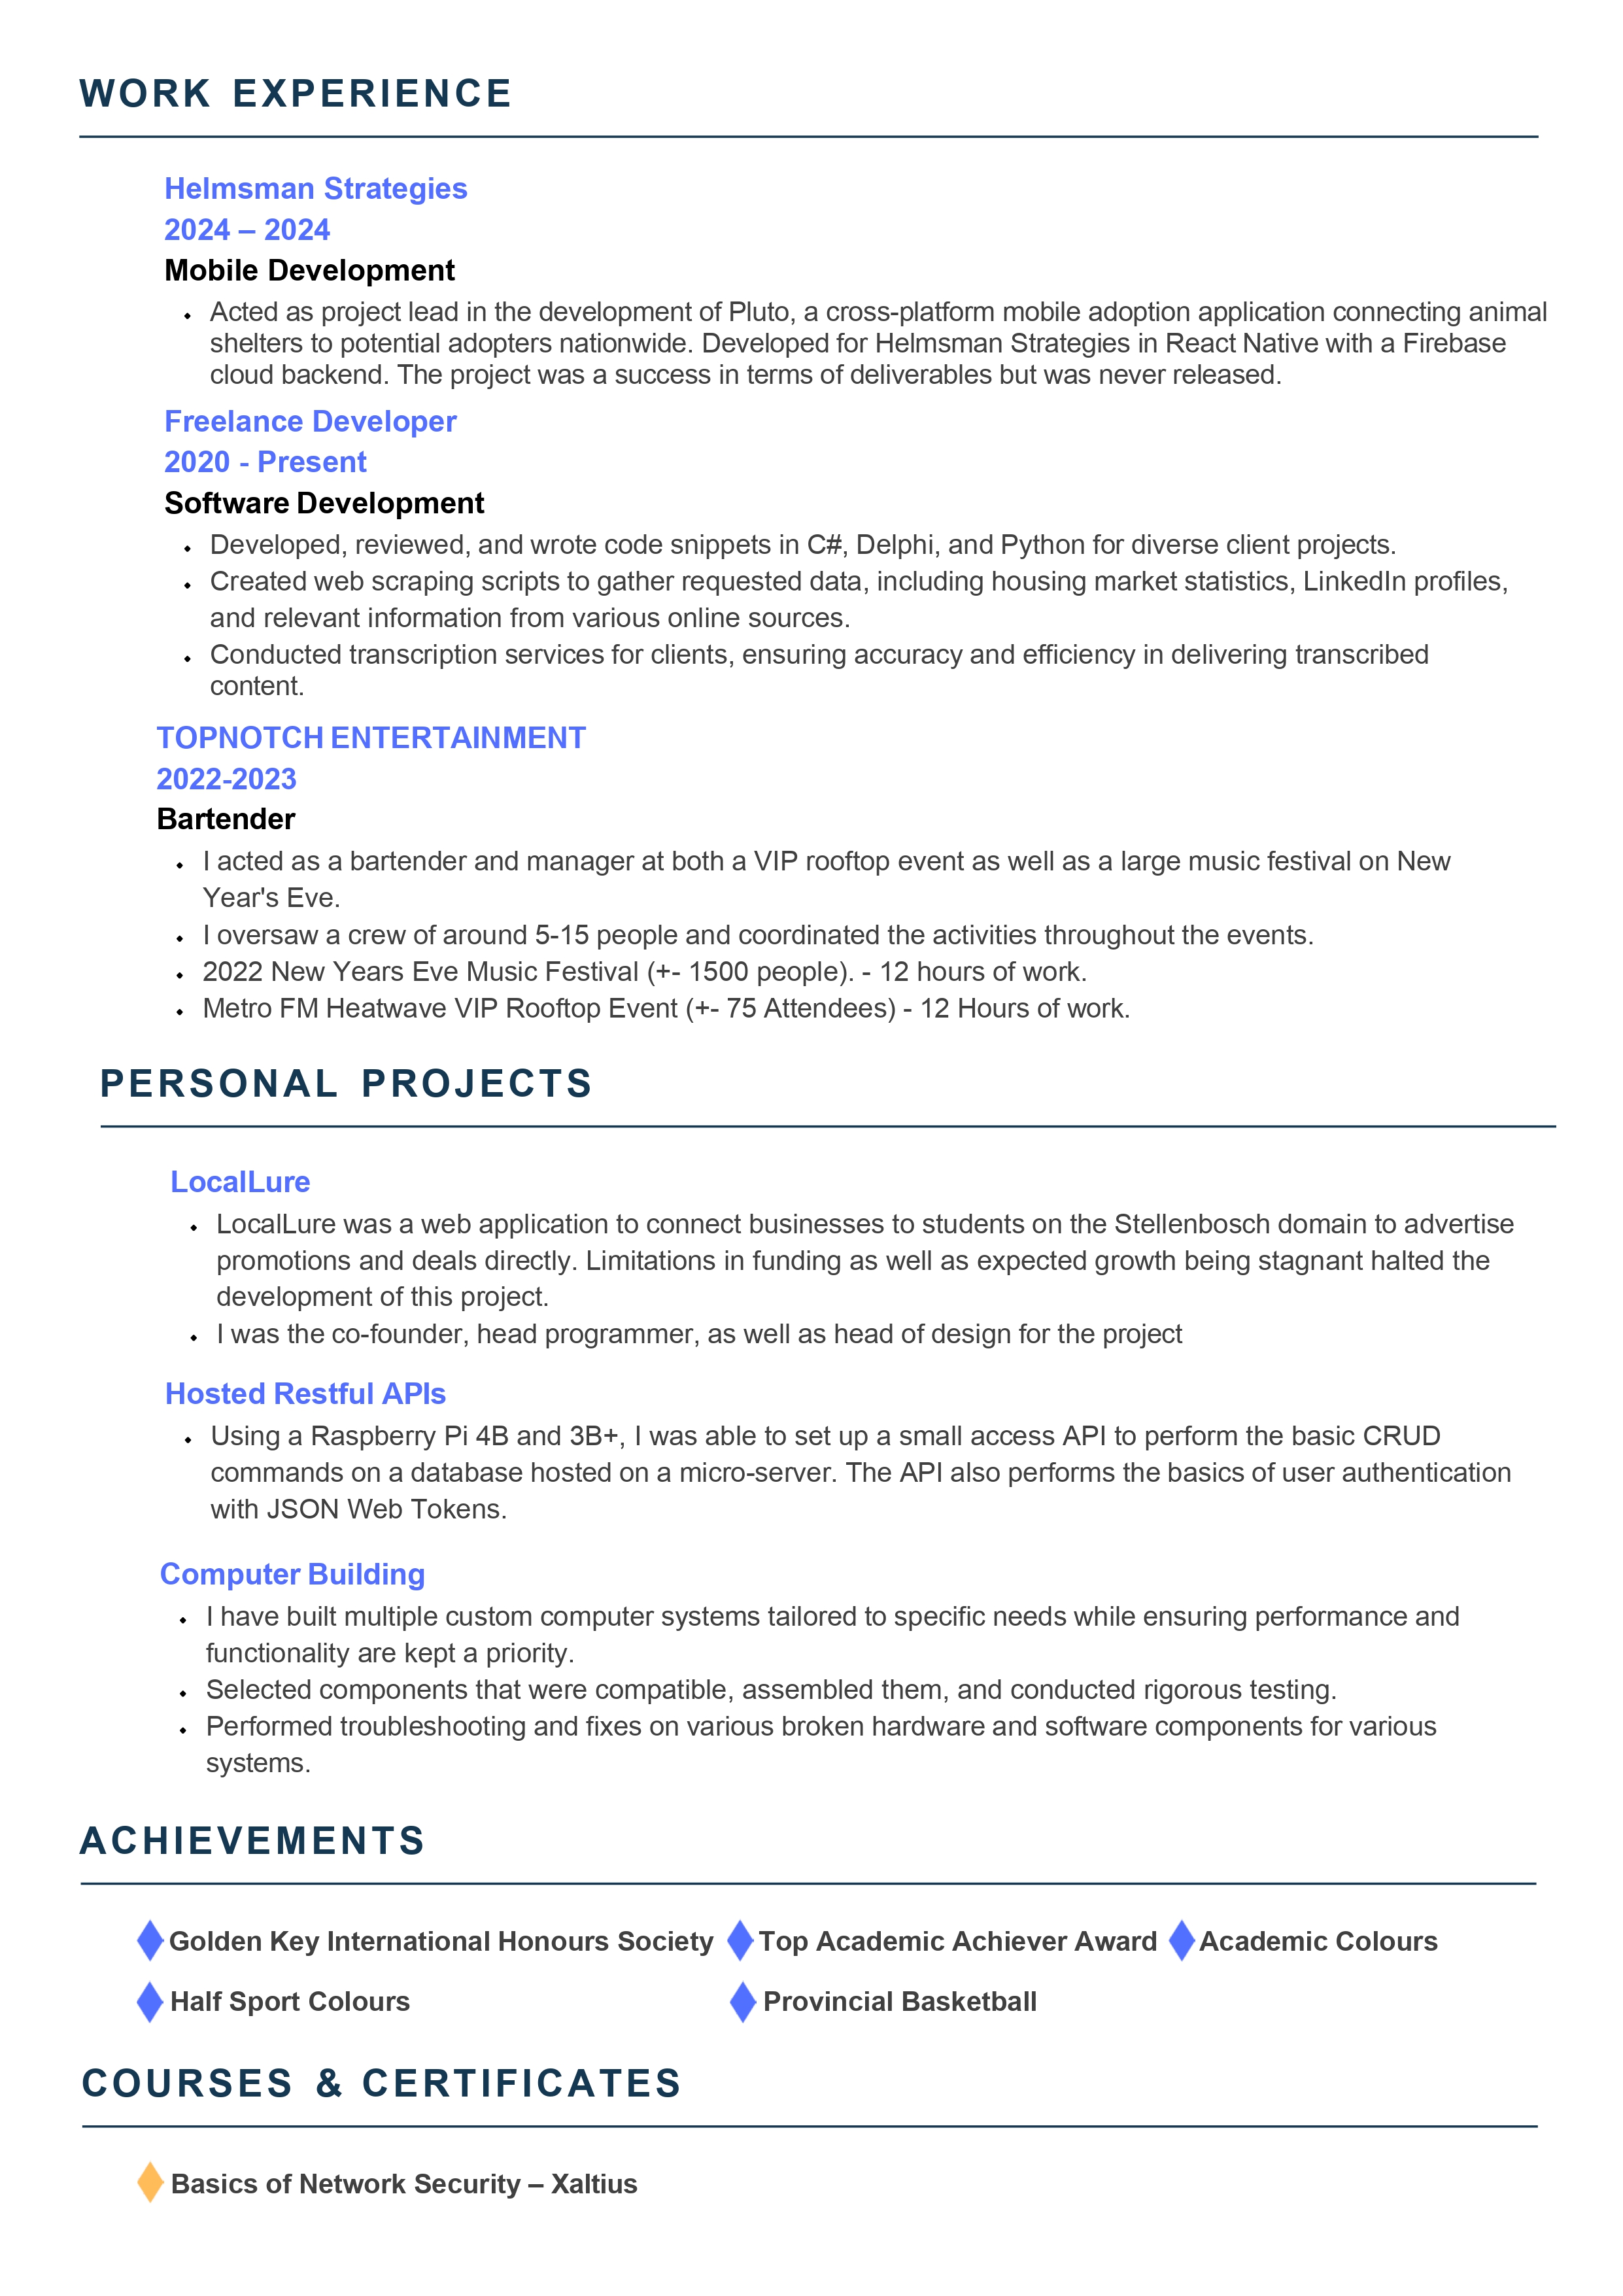 WORK EXPERIENCE
Helmsman Strategies
2024 – 2024
Mobile Development
Acted as project lead in the development of Pluto, a cross-platform mobile adoption application connecting animal
shelters to potential adopters nationwide. Developed for Helmsman Strategies in React Native with a Firebase
cloud backend. The project was a success in terms of deliverables but was never released.
Freelance Developer
2020 - Present
Software Development
Developed, reviewed, and wrote code snippets in C#, Delphi, and Python for diverse client projects.
Created web scraping scripts to gather requested data, including housing market statistics, LinkedIn profiles,
and relevant information from various online sources.
Conducted transcription services for clients, ensuring accuracy and efficiency in delivering transcribed
content.
TOPNOTCH ENTERTAINMENT
2022-2023
Bartender
I acted as a bartender and manager at both a VIP rooftop event as well as a large music festival on New
Year's Eve.
I oversaw a crew of around 5-15 people and coordinated the activities throughout the events.
2022 New Years Eve Music Festival (+- 1500 people). - 12 hours of work.
Metro FM Heatwave VIP Rooftop Event (+- 75 Attendees) - 12 Hours of work.
PERSONAL PROJECTS
LocalLure
LocalLure was a web application to connect businesses to students on the Stellenbosch domain to advertise
promotions and deals directly. Limitations in funding as well as expected growth being stagnant halted the
development of this project.
I was the co-founder, head programmer, as well as head of design for the project
Hosted Restful APIs
Using a Raspberry Pi 4B and 3B+, I was able to set up a small access API to perform the basic CRUD
commands on a database hosted on a micro-server. The API also performs the basics of user authentication
with JSON Web Tokens.
Computer Building
I have built multiple custom computer systems tailored to specific needs while ensuring performance and
functionality are kept a priority.
Selected components that were compatible, assembled them, and conducted rigorous testing.
Performed troubleshooting and fixes on various broken hardware and software components for various
systems.
ACHIEVEMENTS
Golden Key International Honours Society Top Academic Achiever Award Academic Colours
Half Sport Colours Provincial Basketball
COURSES & CERTIFICATES
Basics of Network Security – Xaltius